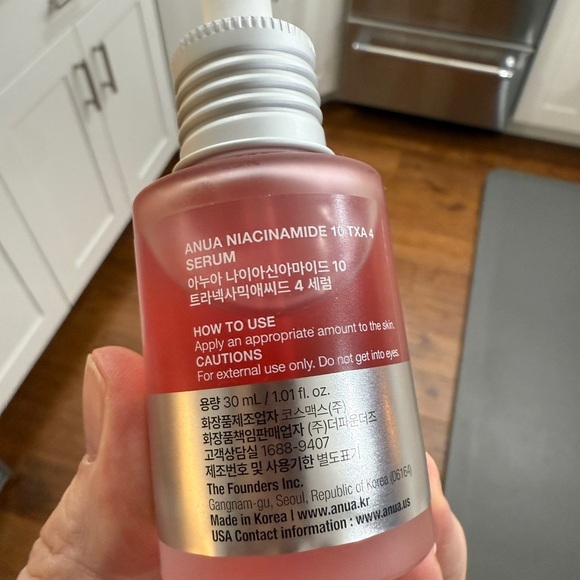 ANUA NIACINAMIDE 10 TXA 4
SERUM
아누아 나이아신아마이드 10
트라넥사믹애씨드 4 세럼
HOW TO USE
Apply an appropriate amount to the skin.
CAUTIONS
For external use only. Do not get into eyes.
용량 30 mL / 1.01 fl. oz.
화장품제조업자 코스맥스(주)
화장품책임판매업자 (주)더파운더즈
고객상담실 1688-9407
제조번호 및 사용기한 별도표기
The Founders Inc.
Gangnam-gu, Seoul, Republic of Korea (06164)
Made in Korea I www.anua.kr
USA Contact information : www.anua.us